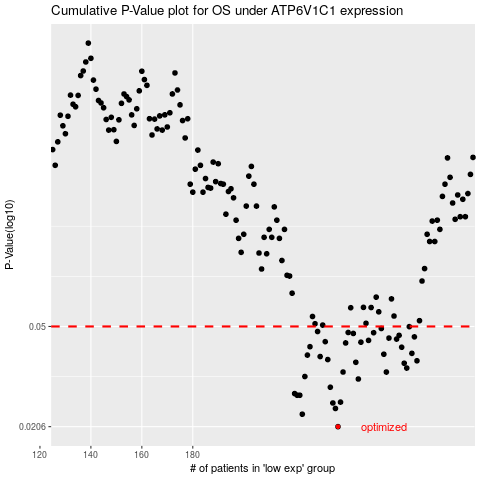 Cumulative P-Value plot for OS under ATP6V1C1 expression
P-Value(log10)
0.05
0.0206
optimized
120 140 160 180
# of patients in 'low exp' group